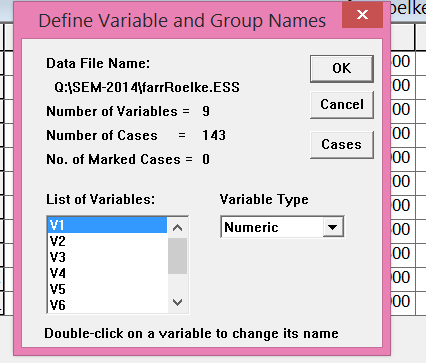 Define Variable and Group Names
Data File Name:
Q:\SEM-2014\farrRoelke.ESS
Number of Variables = 9
Number of Cases = 143
No. of Marked Cases = 0
OK
Cancel
Cases
List of Variables:
V1
V2
V3
V4
V5
V6
Variable Type
Numeric
Double-click on a variable to change its name